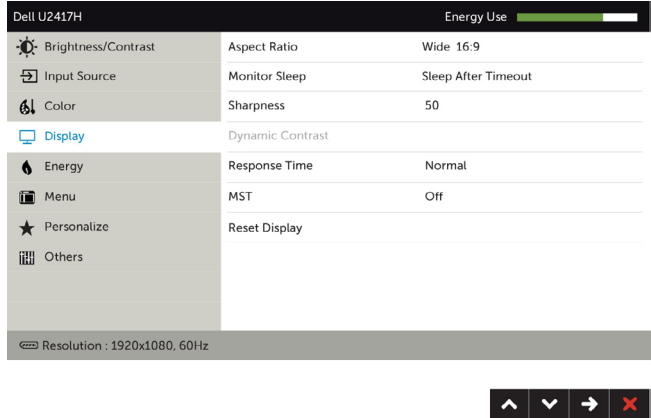 Dell U2417H Energy Use
Brightness/Contrast Aspect Ratio Wide 16:9
Input Source Monitor Sleep Sleep After Timeout
Color Sharpness 50
Display Dynamic Contrast
Energy Response Time Normal
Menu MST Off
Personalize Reset Display
Others
Resolution : 1920x1080, 60Hz